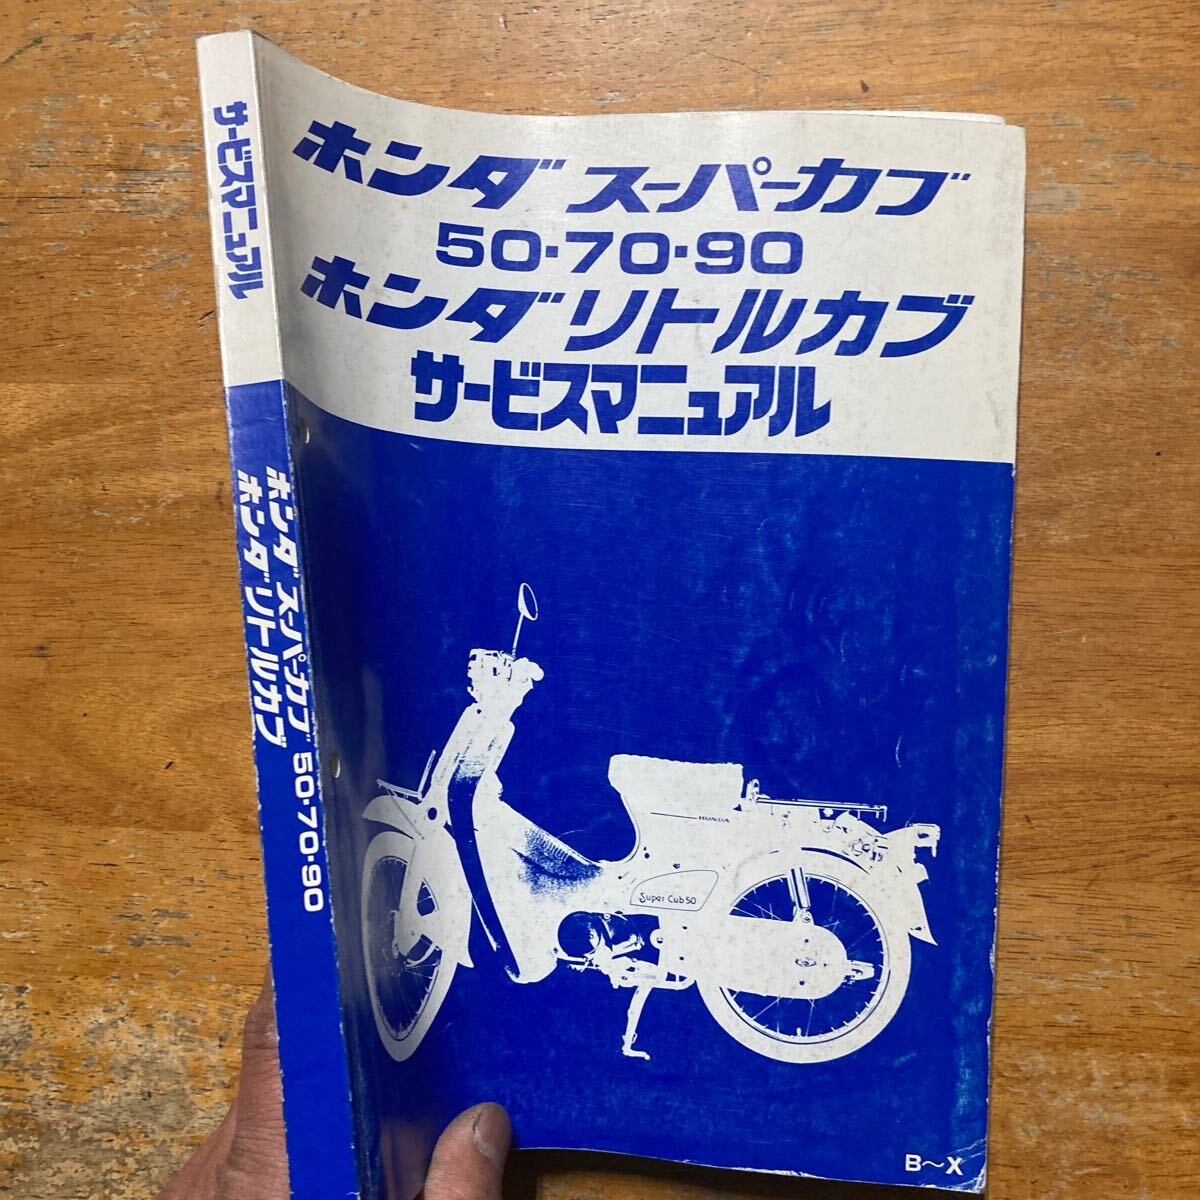 ホンダ スーパーカブ
50・70・90
ホンダ リトルカブ
サービスマニュアル
サービスマニュアル
ホンダ スーパーカブ 50・70・90
ホンダ リトルカブ
HONDA
Super Cub 50
B～X